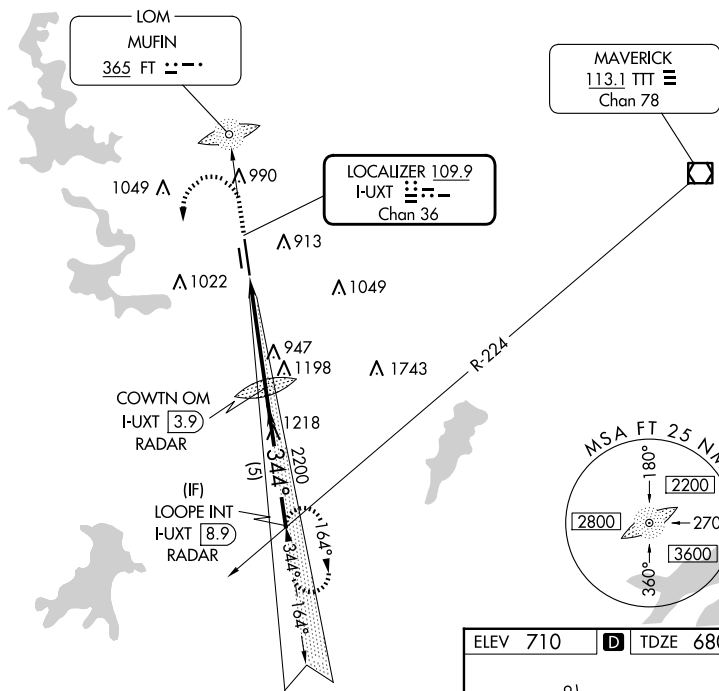 LOM
MUFIN
365 FT
MAVERICK
113.1 TTT
Chan 78
LOCALIZER 109.9
I-UXT
Chan 36
1049
990
913
1022
1049
947
1198
1743
R-224
COWTN OM
I-UXT 3.9
RADAR
1218
2200
344°
(5)
(IF)
LOOPE INT
I-UXT 8.9
RADAR
164°
344°
164°
MSA FT 25 NM
180°
2200
2800
270
3600
360°
ELEV 710 D TDZE 680